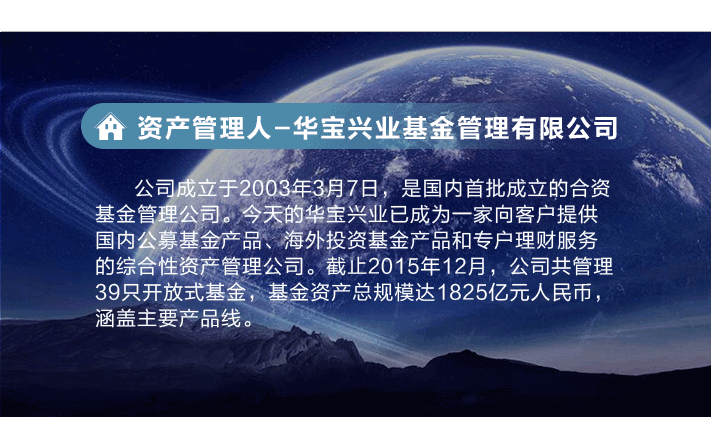 资产管理人–华宝兴业基金管理有限公司
公司成立于2003年3月7日，是国内首批成立的合资
基金管理公司。今天的华宝兴业已成为一家向客户提供
国内公募基金产品、海外投资基金产品和专户理财服务
的综合性资产管理公司。截止2015年12月，公司共管理
39只开放式基金，基金资产总规模达1825亿元人民币，
涵盖主要产品线。